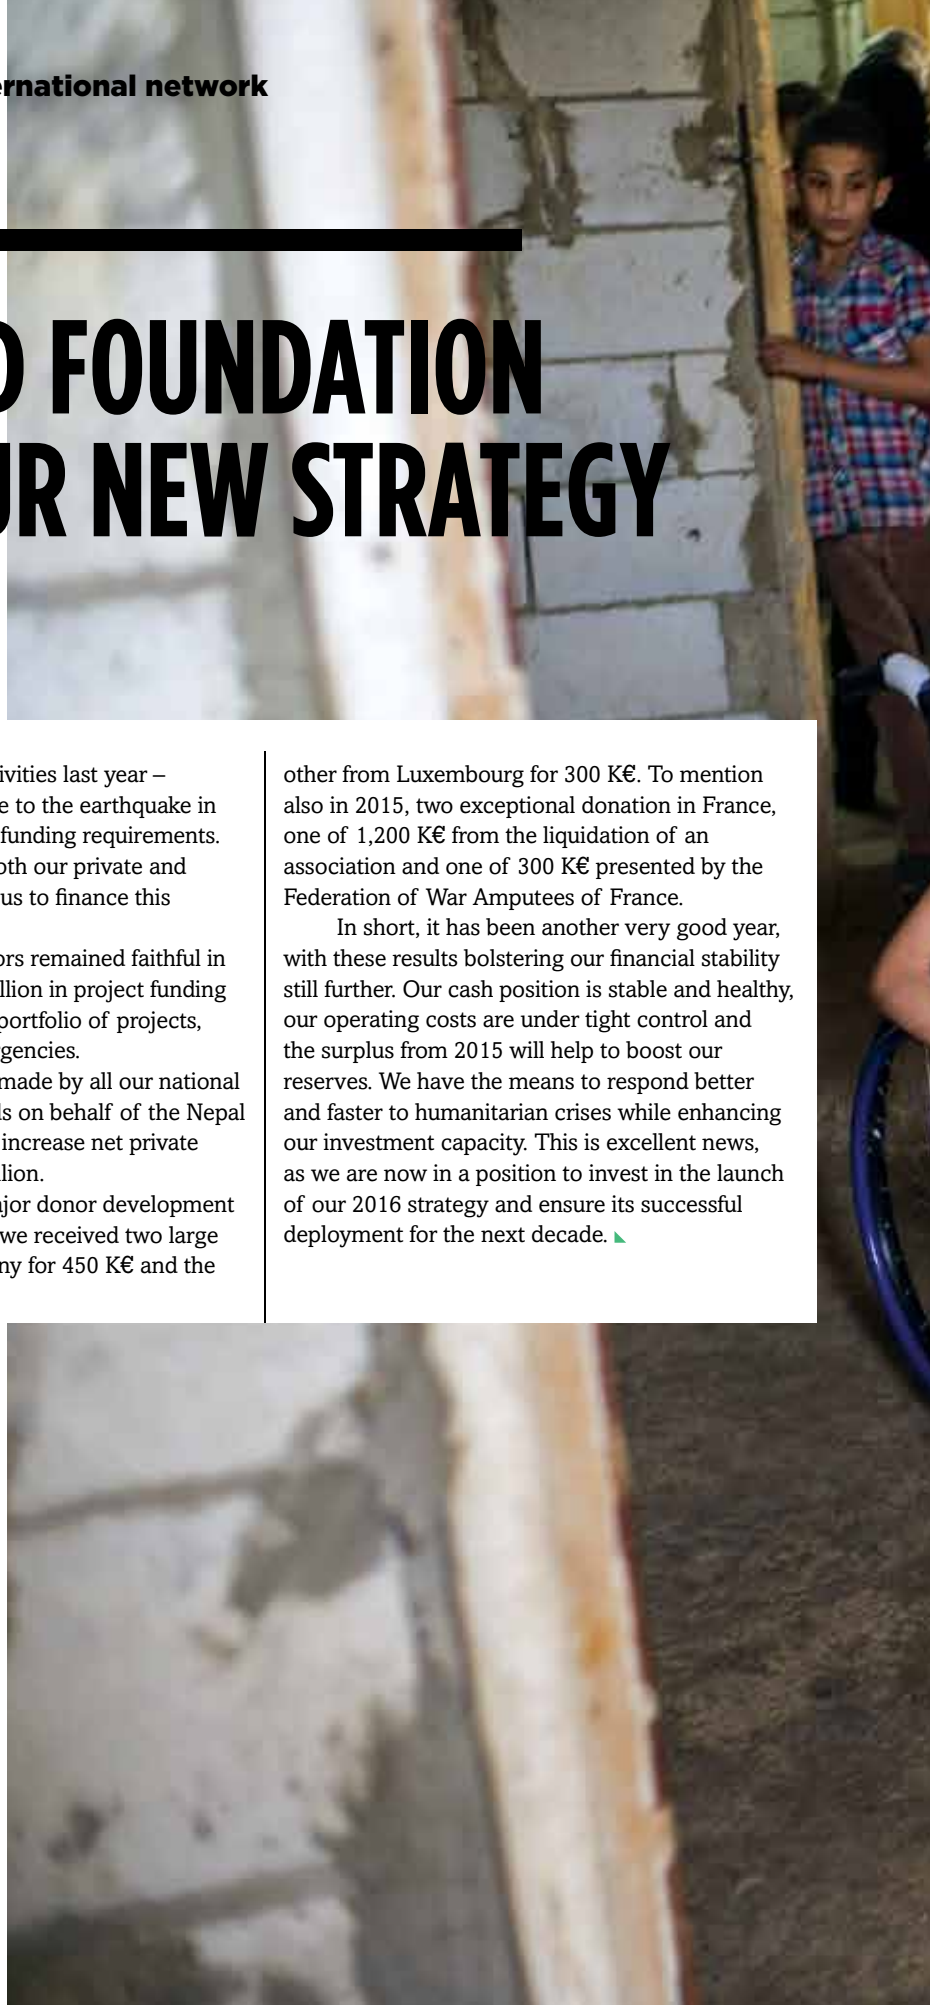 ernational network
FOUNDATION
UR NEW STRATEGY
ivities last year –
e to the earthquake in
funding requirements.
oth our private and
us to finance this
ors remained faithful in
llion in project funding
portfolio of projects,
gencies.
made by all our national
ls on behalf of the Nepal
increase net private
lion.
ajor donor development
we received two large
ny for 450 K€ and the
other from Luxembourg for 300 K€. To mention
also in 2015, two exceptional donation in France,
one of 1,200 K€ from the liquidation of an
association and one of 300 K€ presented by the
Federation of War Amputees of France.
In short, it has been another very good year,
with these results bolstering our financial stability
still further. Our cash position is stable and healthy,
our operating costs are under tight control and
the surplus from 2015 will help to boost our
reserves. We have the means to respond better
and faster to humanitarian crises while enhancing
our investment capacity. This is excellent news,
as we are now in a position to invest in the launch
of our 2016 strategy and ensure its successful
deployment for the next decade.